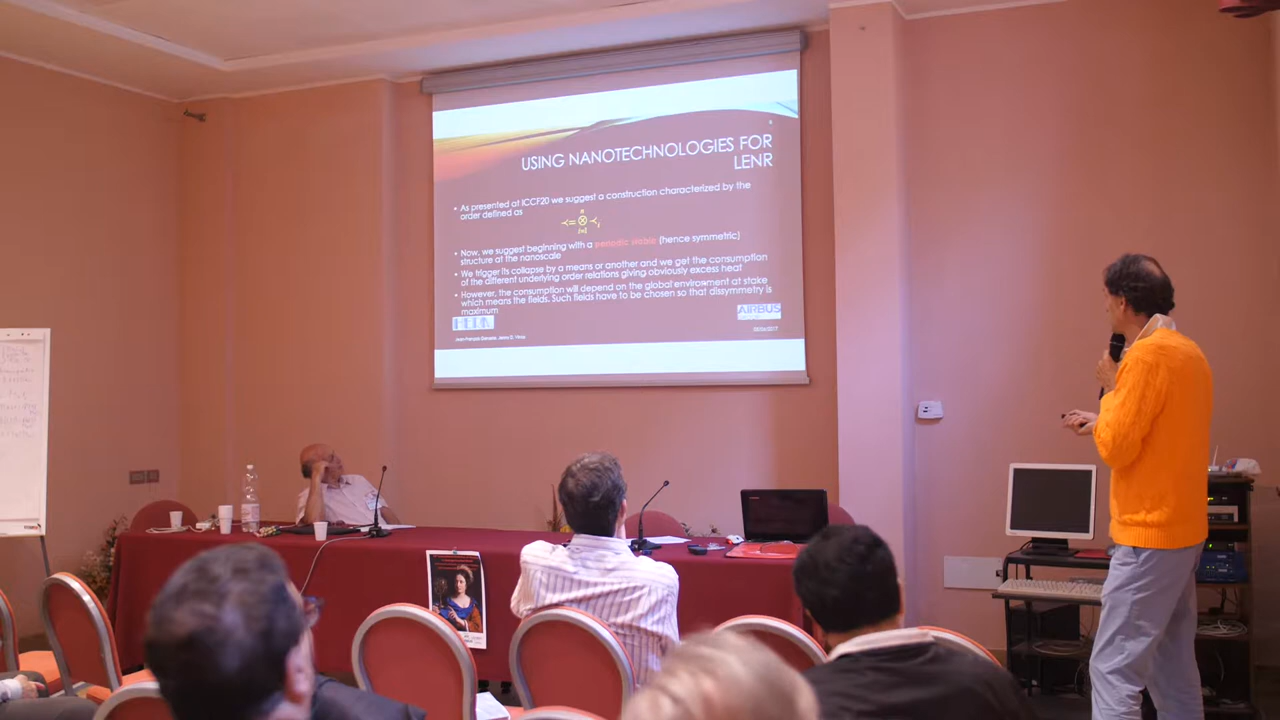 USING NANOTECHNOLOGIES FOR
LENR
• As presented at ICCF20 we suggest a construction characterized by the
order defined as
• Now, we suggest beginning with a periodic viable (hence symmetric)
structure at the nanoscale
• We trigger its collapse by a means or another and we get the consumption
of the different underlying order relations giving obviously excess heat
• However, the consumption will depend on the global environment at stake
which means the fields. Such fields have to be chosen so that dissymmetry is
maximum
AIRBUS